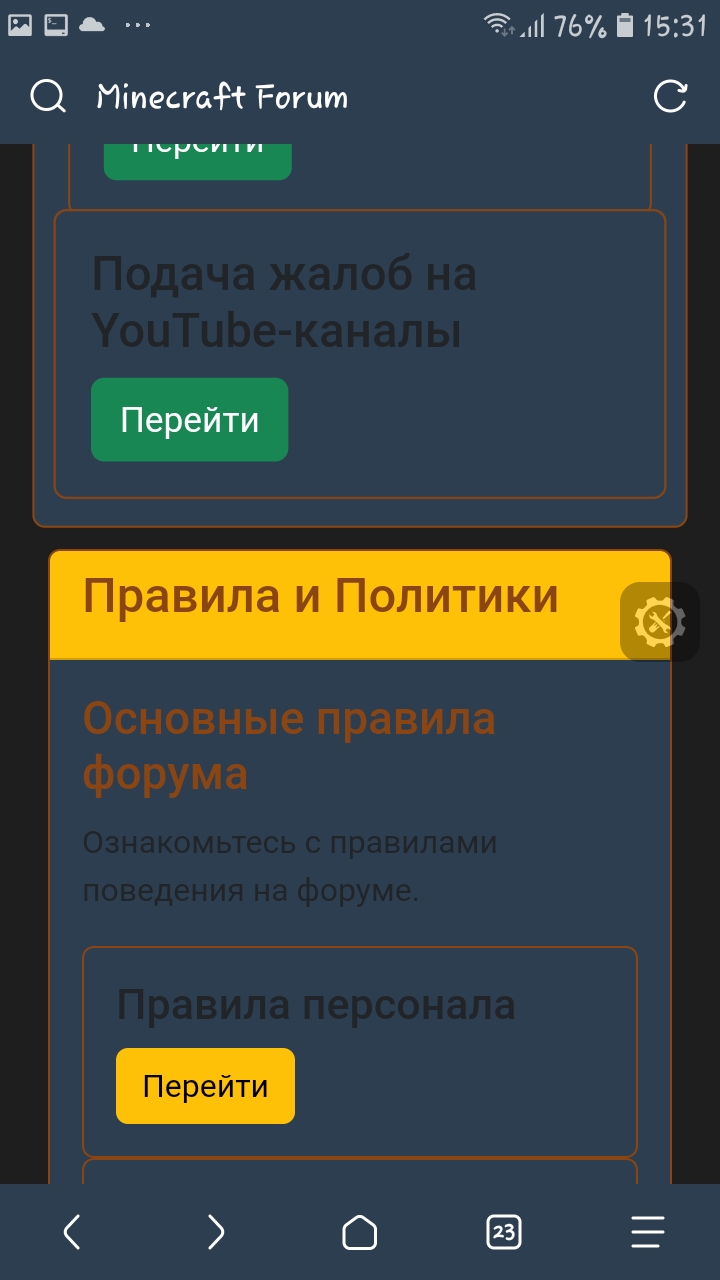 76% 15:31
Minecraft Forum
Перейти
Подача жалоб на
YouTube-каналы
Перейти
Правила и Политики
Основные правила
форума
Ознакомьтесь с правилами
поведения на форуме.
Правила персонала
Перейти
23